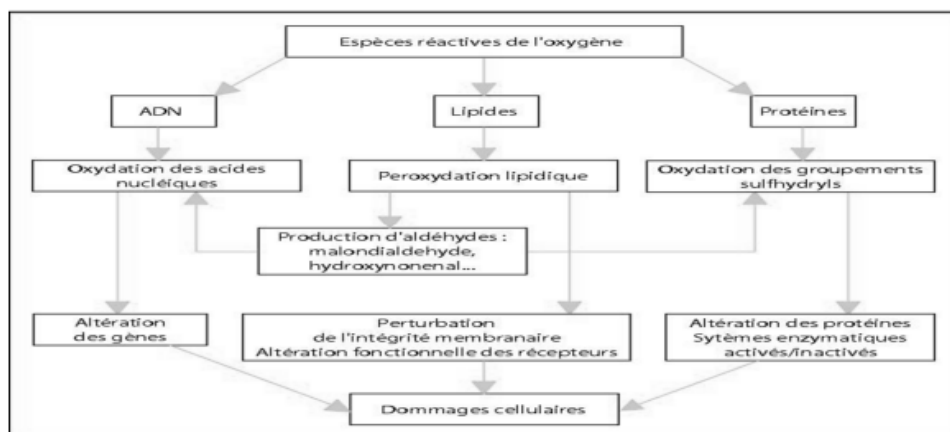 Espèces réactives de l'oxygène
ADN
Lipides
Protéines
Oxydation des acides
nucléiques
Peroxydation lipidique
Oxydation des groupements
sulfhydryls
Production d'aldéhydes :
malondialdehyde,
hydroxynonenal...
Altération
des gènes
Perturbation
de l'intégrité membranaire
Altération fonctionnelle des récepteurs
Altération des protéines
Sytèmes enzymatiques
activés/inactivés
Dommages cellulaires